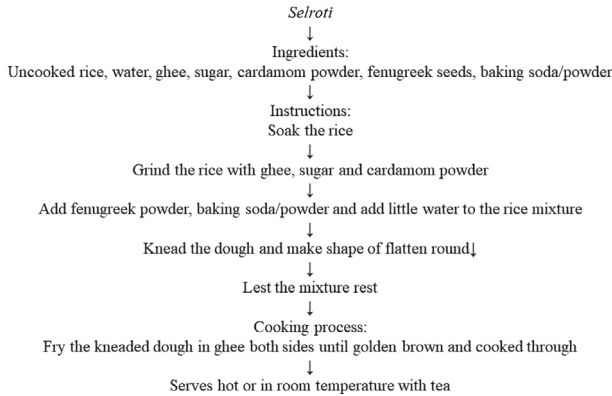 Selroti
↓
Ingredients:
Uncooked rice, water, ghee, sugar, cardamom powder, fenugreek seeds, baking soda/powder
↓
Instructions:
Soak the rice
↓
Grind the rice with ghee, sugar and cardamom powder
↓
Add fenugreek powder, baking soda/powder and add little water to the rice mixture
↓
Knead the dough and make shape of flatten round↓
↓
Lest the mixture rest
↓
Cooking process:
Fry the kneaded dough in ghee both sides until golden brown and cooked through
↓
Serves hot or in room temperature with tea